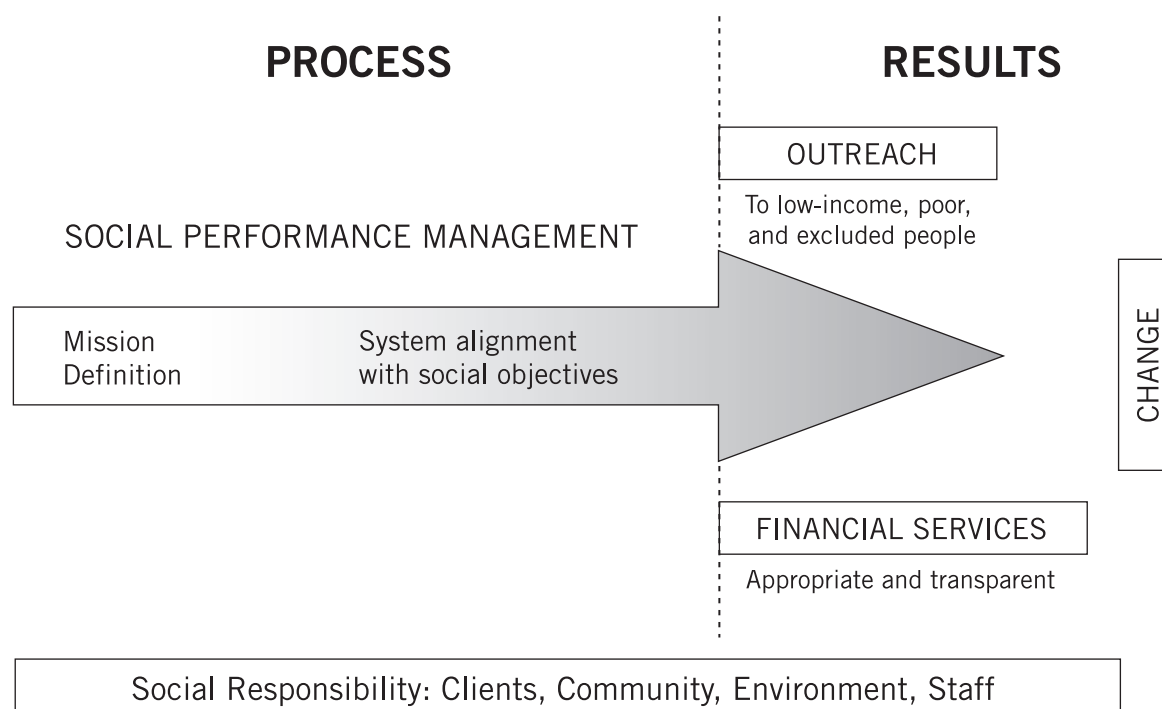 PROCESS
RESULTS
OUTREACH
To low-income, poor,
and excluded people
SOCIAL PERFORMANCE MANAGEMENT
Mission
Definition
System alignment
with social objectives
CHANGE
FINANCIAL SERVICES
Appropriate and transparent
Social Responsibility: Clients, Community, Environment, Staff